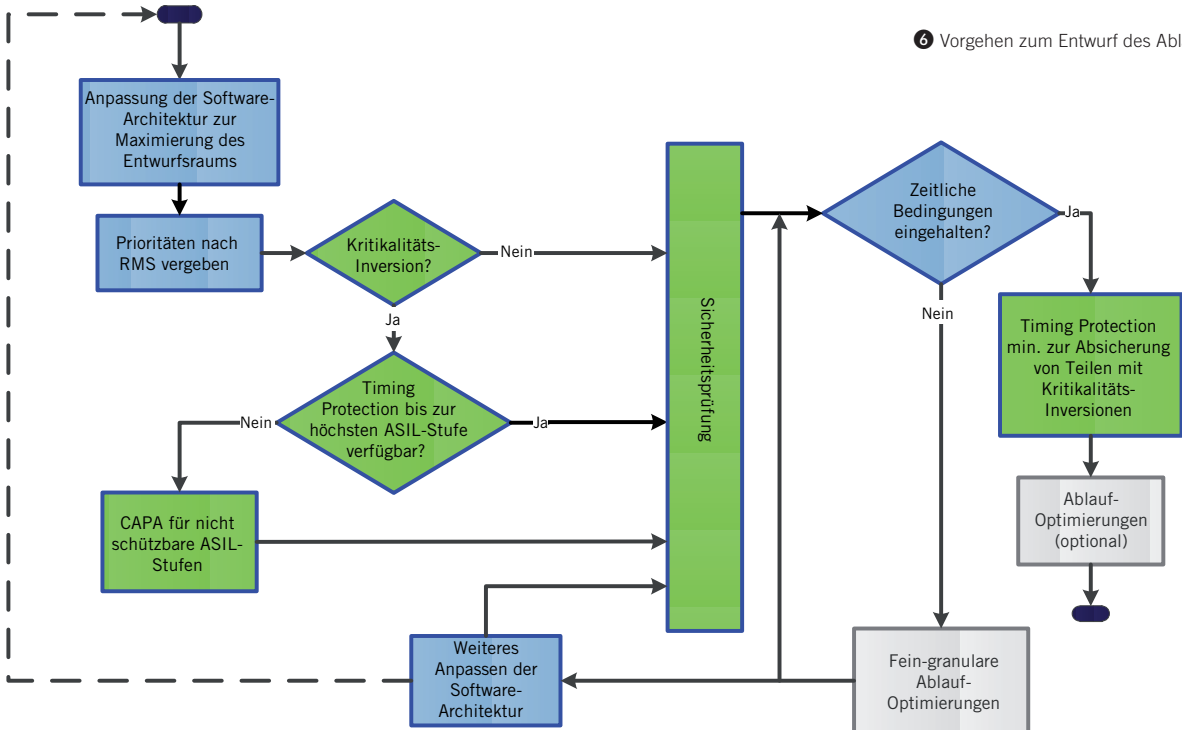 ❻ Vorgehen zum Entwurf des Abl
Anpassung der Software-
Architektur zur
Maximierung des
Entwurfsraums
Prioritäten nach
RMS vergeben
Kritikalitäts-
Inversion?
Nein
Ja
Timing
Protection bis zur
höchsten ASIL-Stufe
verfügbar?
Nein
Ja
CAPA für nicht
schützbare ASIL-
Stufen
Sicherheitsprüfung
Zeitliche
Bedingungen
eingehalten?
Ja
Nein
Timing Protection
min. zur Absicherung
von Teilen mit
Kritikalitäts-
Inversionen
Ablauf-
Optimierungen
(optional)
Weiteres
Anpassen der
Software-
Architektur
Fein-granulare
Ablauf-
Optimierungen